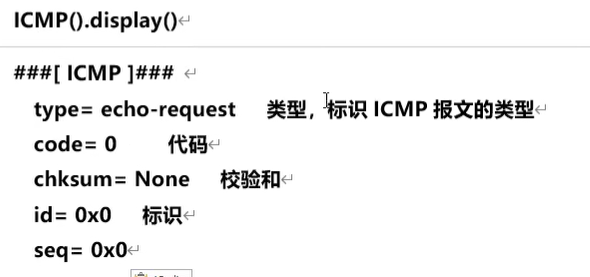 ICMP().display()
###[ ICMP ]###
type= echo-request 类型，标识 ICMP 报文的类型
code= 0 代码
chksum= None 校验和
id= 0x0 标识
seq= 0x0